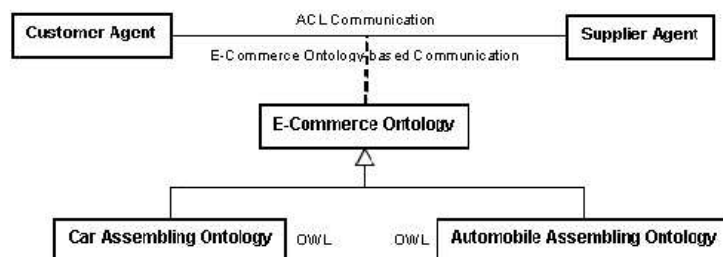 ACL Communication
Customer Agent
Supplier Agent
E-Commerce Ontology-based Communication
E-Commerce Ontology
Car Assembling Ontology
OWL
OWL
Automobile Assembling Ontology